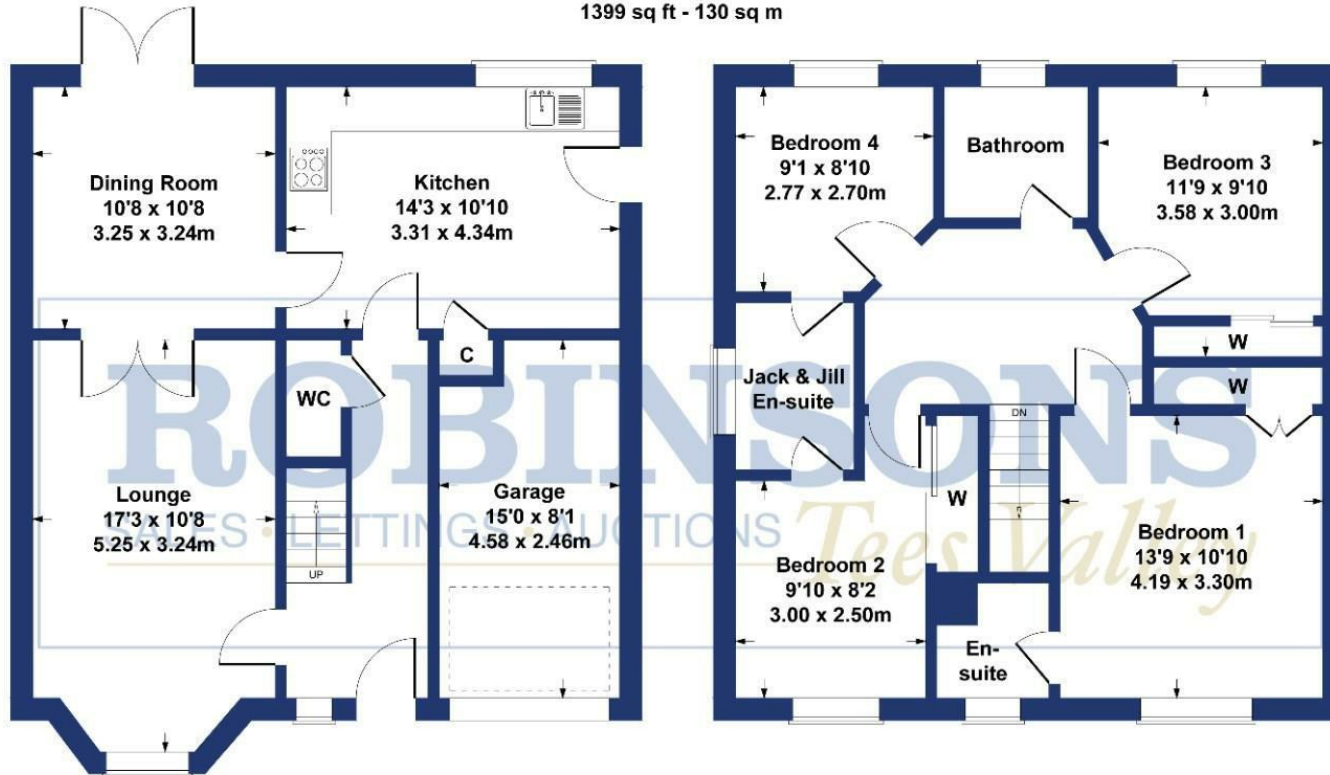 1399 sq ft - 130 sq m
Dining Room
10'8 x 10'8
3.25 x 3.24m
Kitchen
14'3 x 10'10
3.31 x 4.34m
C
WC
Lounge
17'3 x 10'8
5.25 x 3.24m
Garage
15'0 x 8'1
4.58 x 2.46m
UP
Bedroom 4
9'1 x 8'10
2.77 x 2.70m
Bathroom
Bedroom 3
11'9 x 9'10
3.58 x 3.00m
W
W
Jack & Jill
En-suite
DN
W
Bedroom 2
9'10 x 8'2
3.00 x 2.50m
Bedroom 1
13'9 x 10'10
4.19 x 3.30m
En-
suite
ROBINSONS
SALES • LETTINGS • AUCTIONS
Tees Valley